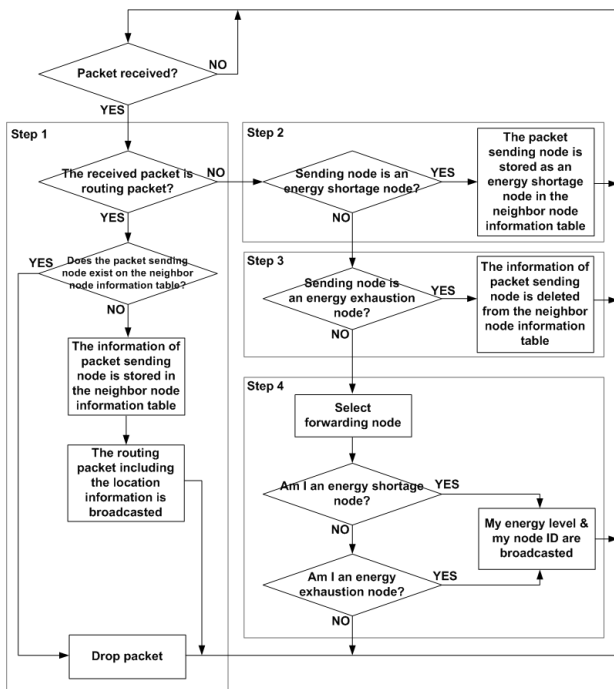 Packet received?
NO
YES
Step 1
The received packet is
routing packet?
NO
YES
Does the packet sending
node exist on the neighbor
node information table?
YES
NO
The information of
packet sending
node is stored in
the neighbor node
information table
The routing
packet including
the location
information is
broadcasted
Drop packet
Step 2
Sending node is an
energy shortage node?
YES
NO
The packet
sending node is
stored as an
energy shortage
node in the
neighbor node
information table
Step 3
Sending node is
an energy exhaustion
node?
YES
NO
The information of
packet sending
node is deleted
from the neighbor
node information
table
Step 4
Select
forwarding node
Am I an energy shortage
node?
YES
NO
My energy level &
my node ID are
broadcasted
Am I an energy
exhaustion node?
YES
NO